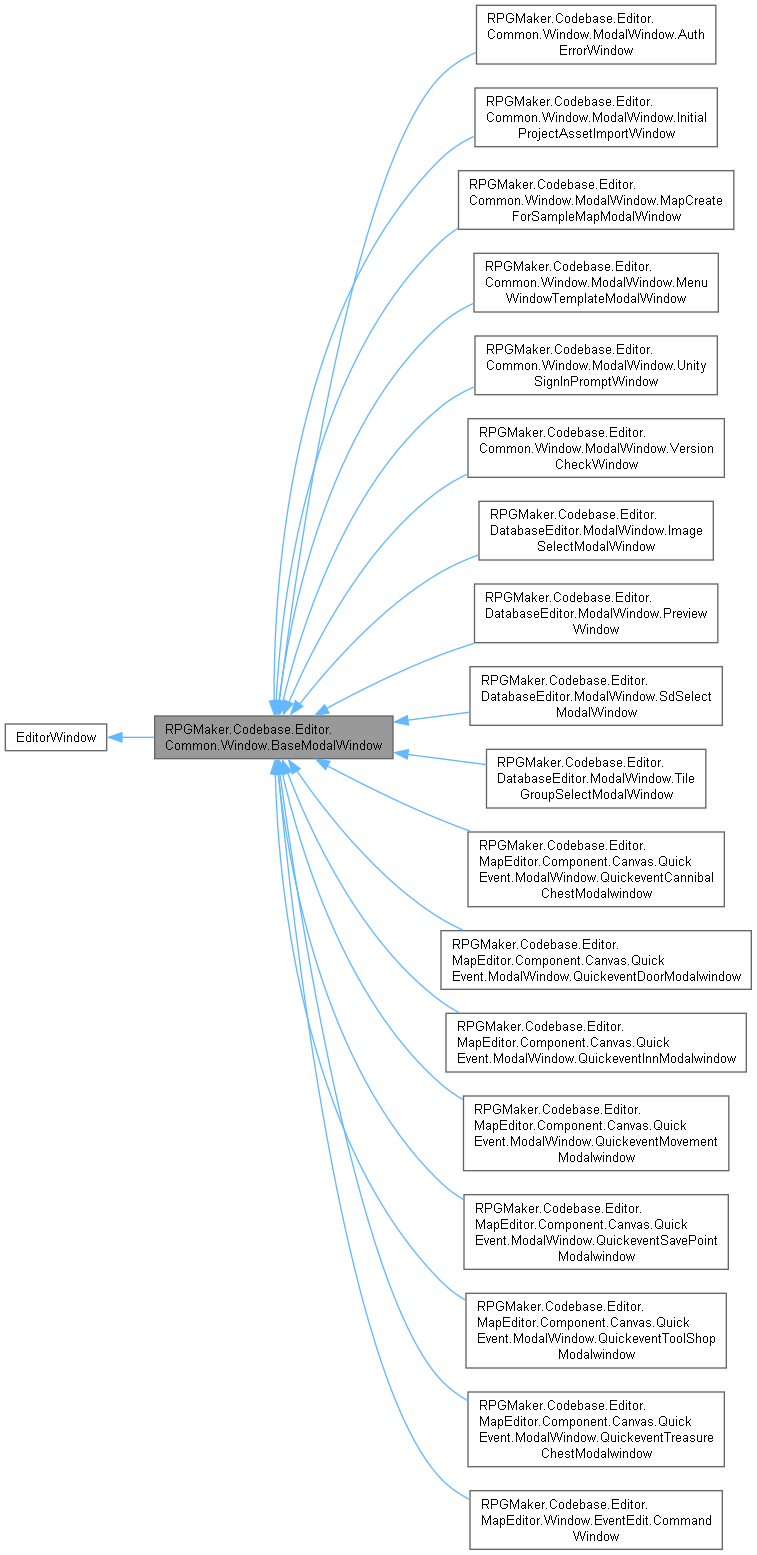 RPGMaker.Codebase.Editor.
Common.Window.ModalWindow.Auth
ErrorWindow
RPGMaker.Codebase.Editor.
Common.Window.ModalWindow.Initial
ProjectAssetImportWindow
RPGMaker.Codebase.Editor.
Common.Window.ModalWindow.MapCreate
ForSampleMapModalWindow
RPGMaker.Codebase.Editor.
Common.Window.ModalWindow.Menu
WindowTemplateModalWindow
RPGMaker.Codebase.Editor.
Common.Window.ModalWindow.Unity
SignInPromptWindow
RPGMaker.Codebase.Editor.
Common.Window.ModalWindow.Version
CheckWindow
RPGMaker.Codebase.Editor.
DatabaseEditor.ModalWindow.Image
SelectModalWindow
RPGMaker.Codebase.Editor.
DatabaseEditor.ModalWindow.Preview
Window
RPGMaker.Codebase.Editor.
DatabaseEditor.ModalWindow.SdSelect
ModalWindow
EditorWindow
RPGMaker.Codebase.Editor.
Common.Window.BaseModalWindow
RPGMaker.Codebase.Editor.
DatabaseEditor.ModalWindow.Tile
GroupSelectModalWindow
RPGMaker.Codebase.Editor.
MapEditor.Component.Canvas.Quick
Event.ModalWindow.QuickeventCannibal
ChestModalwindow
RPGMaker.Codebase.Editor.
MapEditor.Component.Canvas.Quick
Event.ModalWindow.QuickeventDoorModalwindow
RPGMaker.Codebase.Editor.
MapEditor.Component.Canvas.Quick
Event.ModalWindow.QuickeventInnModalwindow
RPGMaker.Codebase.Editor.
MapEditor.Component.Canvas.Quick
Event.ModalWindow.QuickeventMovement
Modalwindow
RPGMaker.Codebase.Editor.
MapEditor.Component.Canvas.Quick
Event.ModalWindow.QuickeventSavePoint
Modalwindow
RPGMaker.Codebase.Editor.
MapEditor.Component.Canvas.Quick
Event.ModalWindow.QuickeventToolShop
Modalwindow
RPGMaker.Codebase.Editor.
MapEditor.Component.Canvas.Quick
Event.ModalWindow.QuickeventTreasure
ChestModalwindow
RPGMaker.Codebase.Editor.
MapEditor.Window.EventEdit.Command
Window